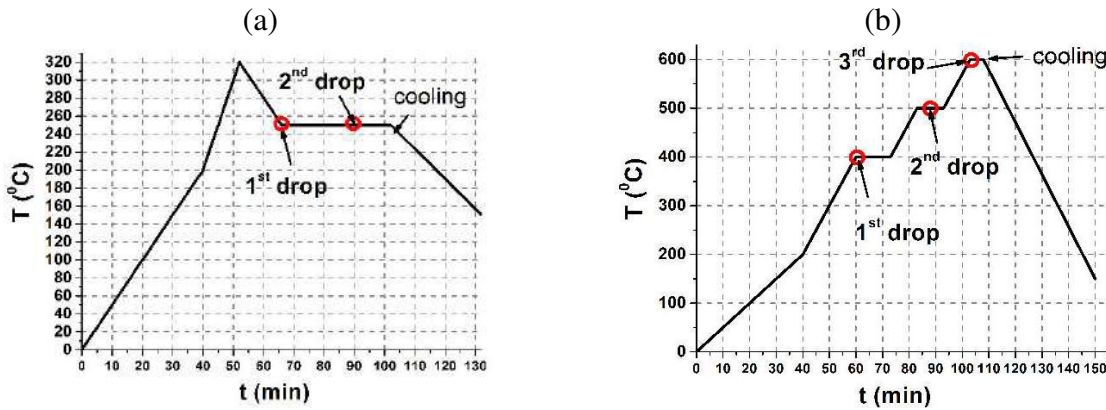 (a)
320
300
280
260
240
220
200
180
160
140
120
100
80
60
40
20
0
T (⁰C)
2nd drop
cooling
1st drop
0 10 20 30 40 50 60 70 80 90 100 110 120 130
t (min)
(b)
600
500
400
300
200
100
0
T (⁰C)
3rd drop
cooling
2nd drop
1st drop
0 10 20 30 40 50 60 70 80 90 100 110 120 130 140 150
t (min)